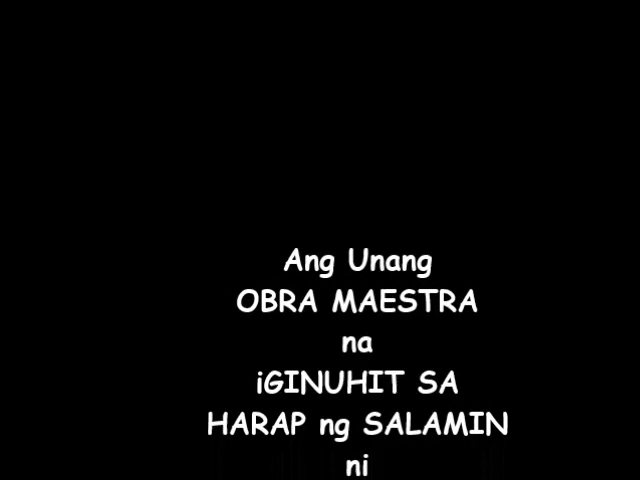 Ang Unang
OBRA MAESTRA
na
iGINUHIT SA
HARAP ng SALAMIN
ni